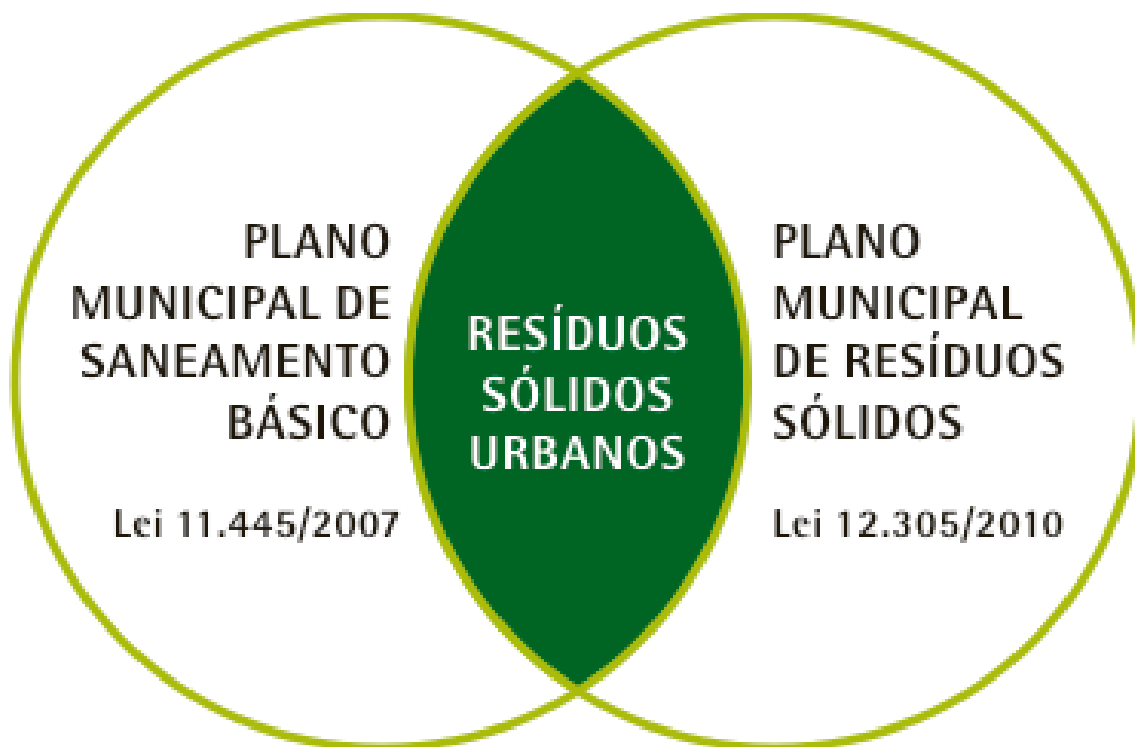 PLANO
MUNICIPAL DE
SANEAMENTO
BÁSICO
Lei 11.445/2007
RESÍDUOS
SÓLIDOS
URBANOS
PLANO
MUNICIPAL
DE RESÍDUOS
SÓLIDOS
Lei 12.305/2010